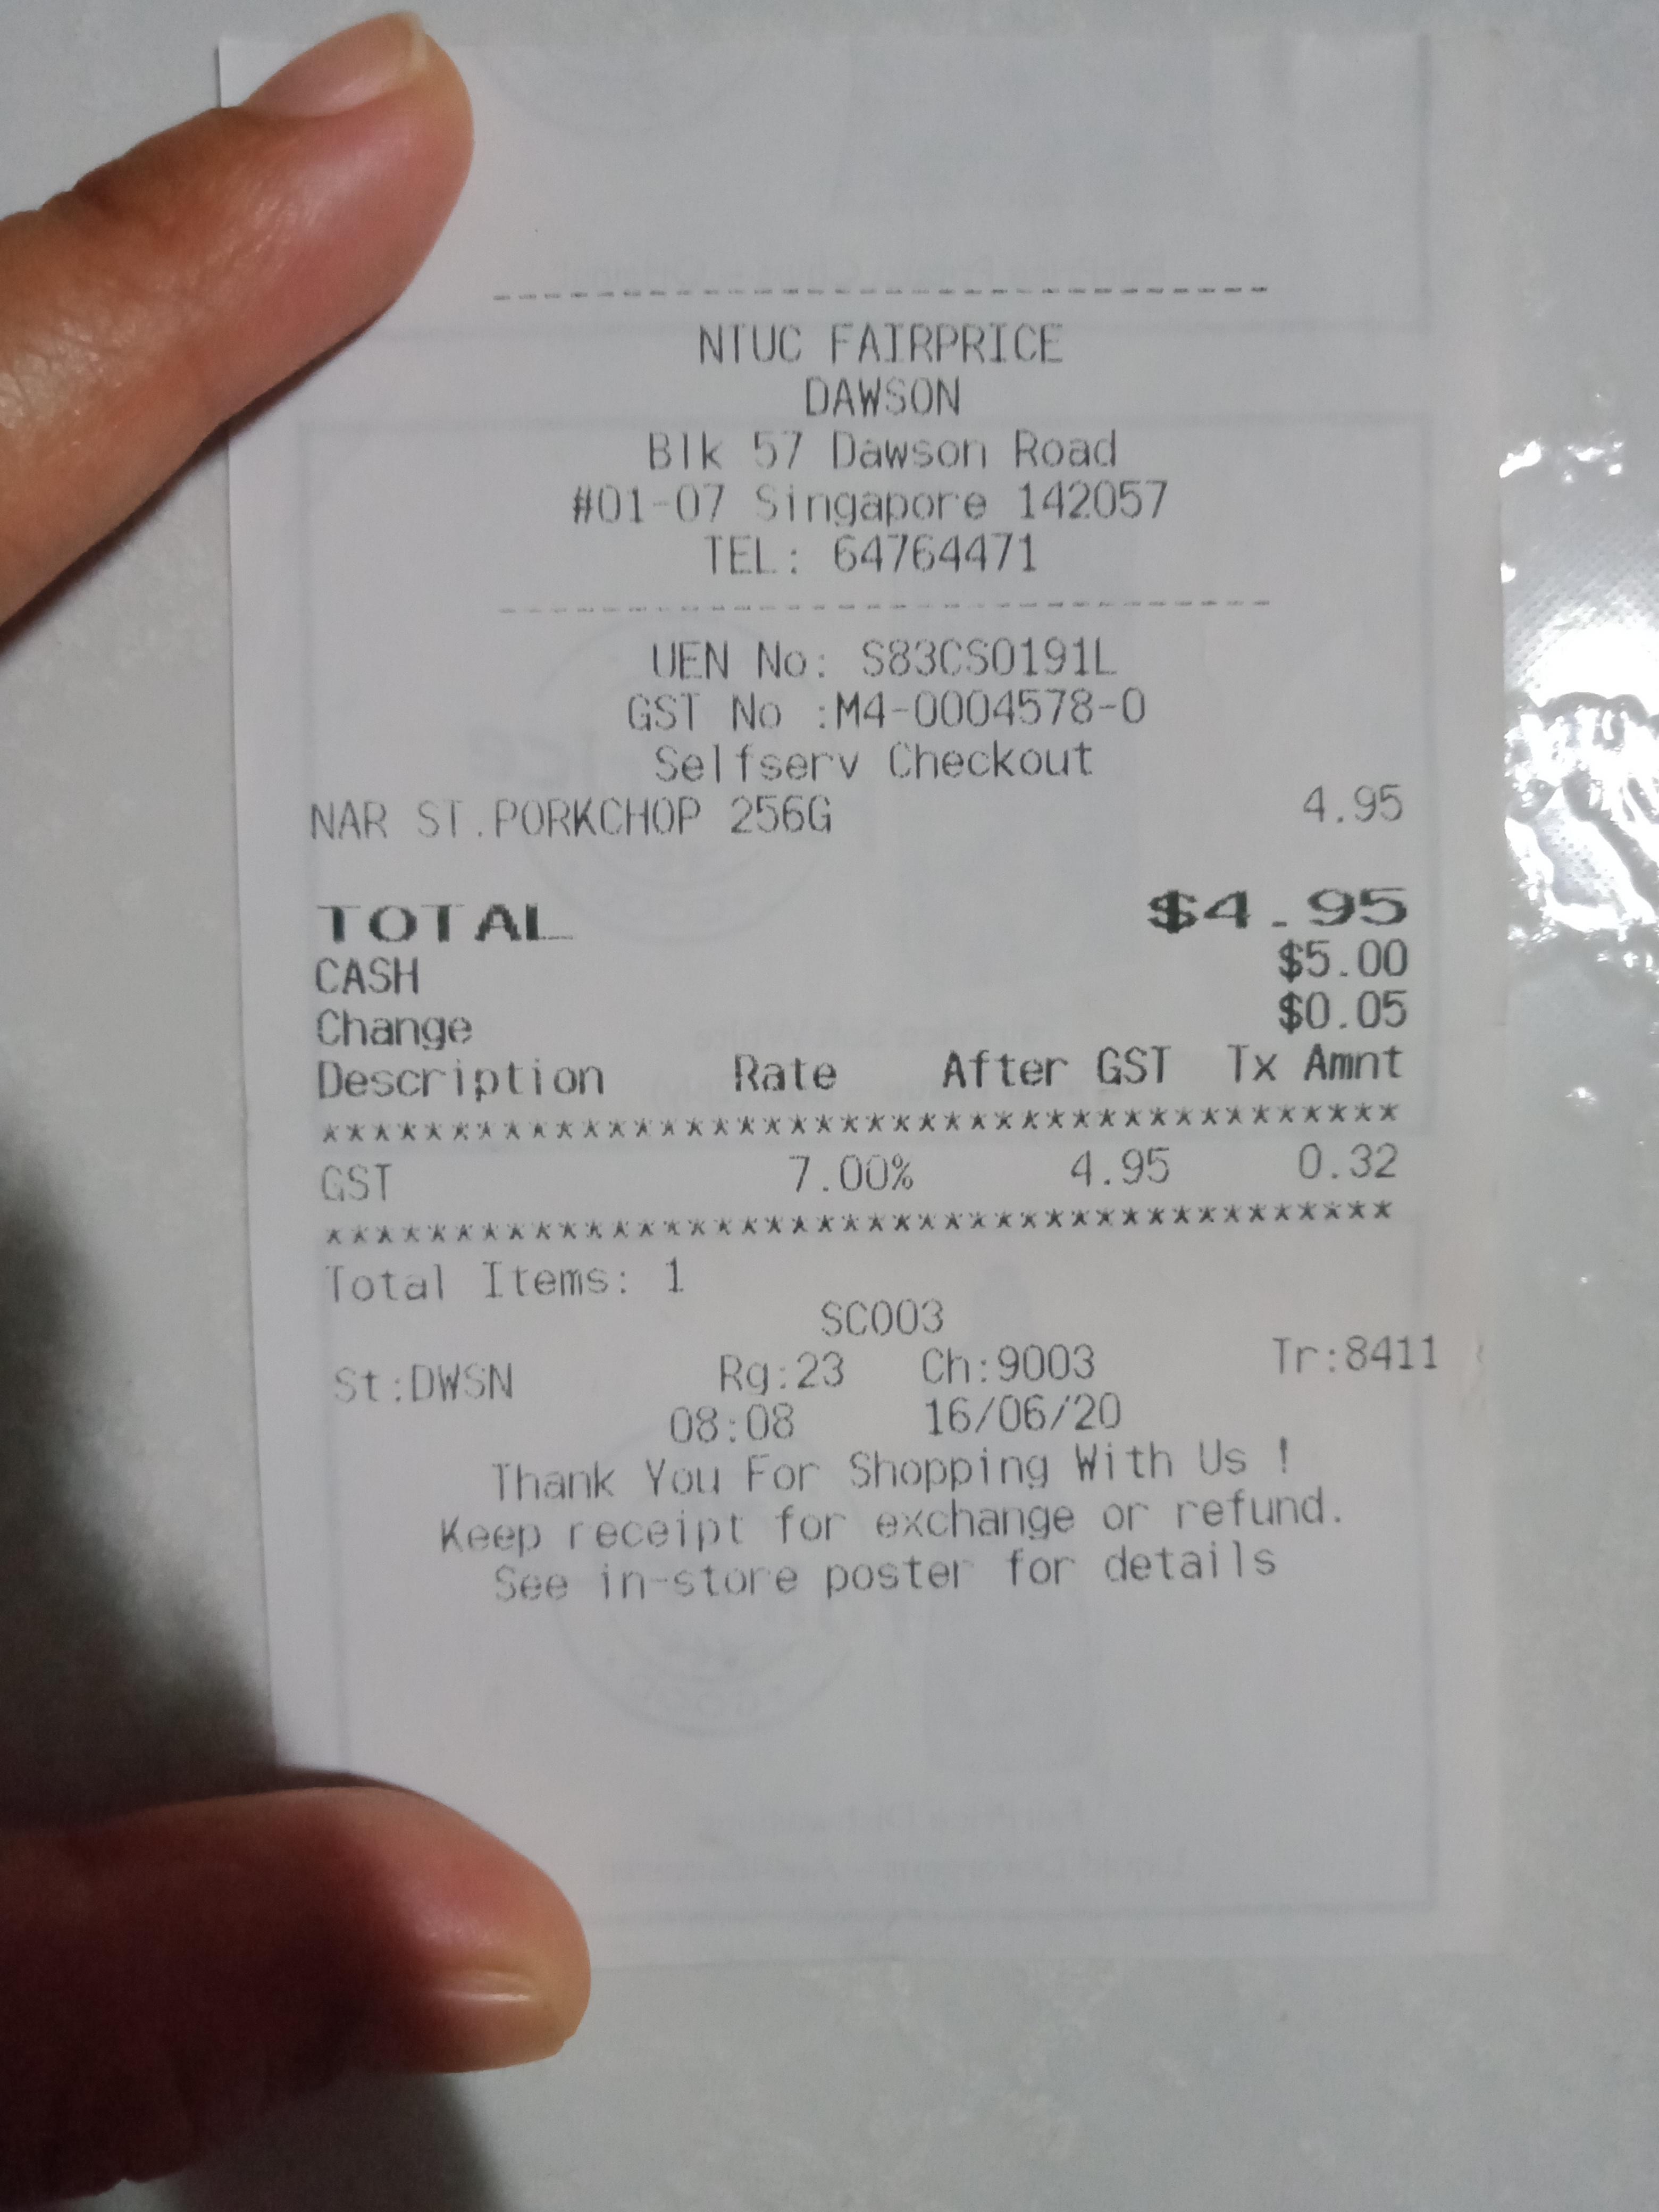 --------------------------------
NTUC FAIRPRICE
DAWSON
Blk 57 Dawson Road
#01-07 Singapore 142057
TEL: 64764471
--------------------------------
UEN No: S83CS0191L
GST No :M4-0004578-0
Selfserv Checkout
NAR ST.PORKCHOP 256G 4.95
TOTAL $4.95
CASH $5.00
Change $0.05
Description Rate After GST Tx Amnt
******************************************
GST 7.00% 4.95 0.32
******************************************
Total Items: 1
SC003
St:DWSN Rg:23 Ch:9003 Tr:8411
08:08 16/06/20
Thank You For Shopping With Us !
Keep receipt for exchange or refund.
See in-store poster for details